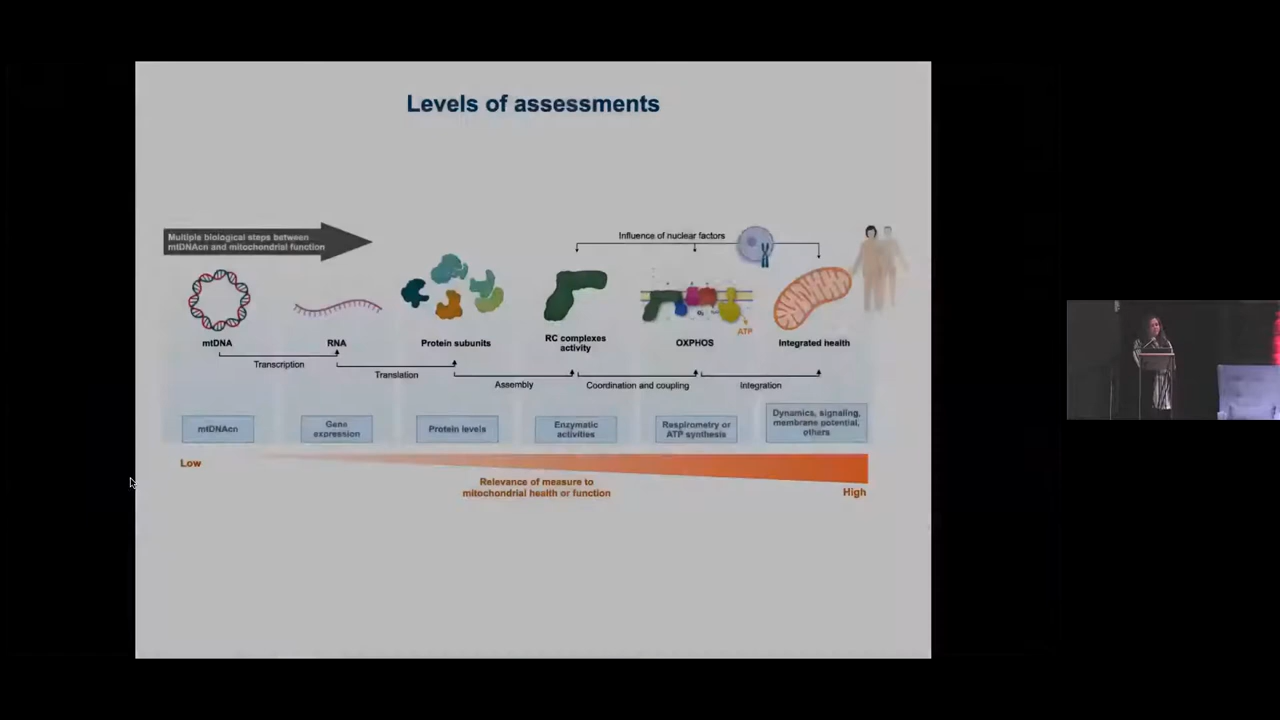 Levels of assessments
Multiple biological steps between
mtDNAcn and mitochondrial function
Influence of nuclear factors
ATP
mtDNA
RNA
Protein subunits
RC complexes
activity
OXPHOS
Integrated health
Transcription
Translation
Assembly
Coordination and coupling
Integration
mtDNAcn
Gene
expression
Protein levels
Enzymatic
activities
Respirometry or
ATP synthesis
Dynamics, signaling,
membrane potential,
others
Low
Relevance of measure to
mitochondrial health or function
High